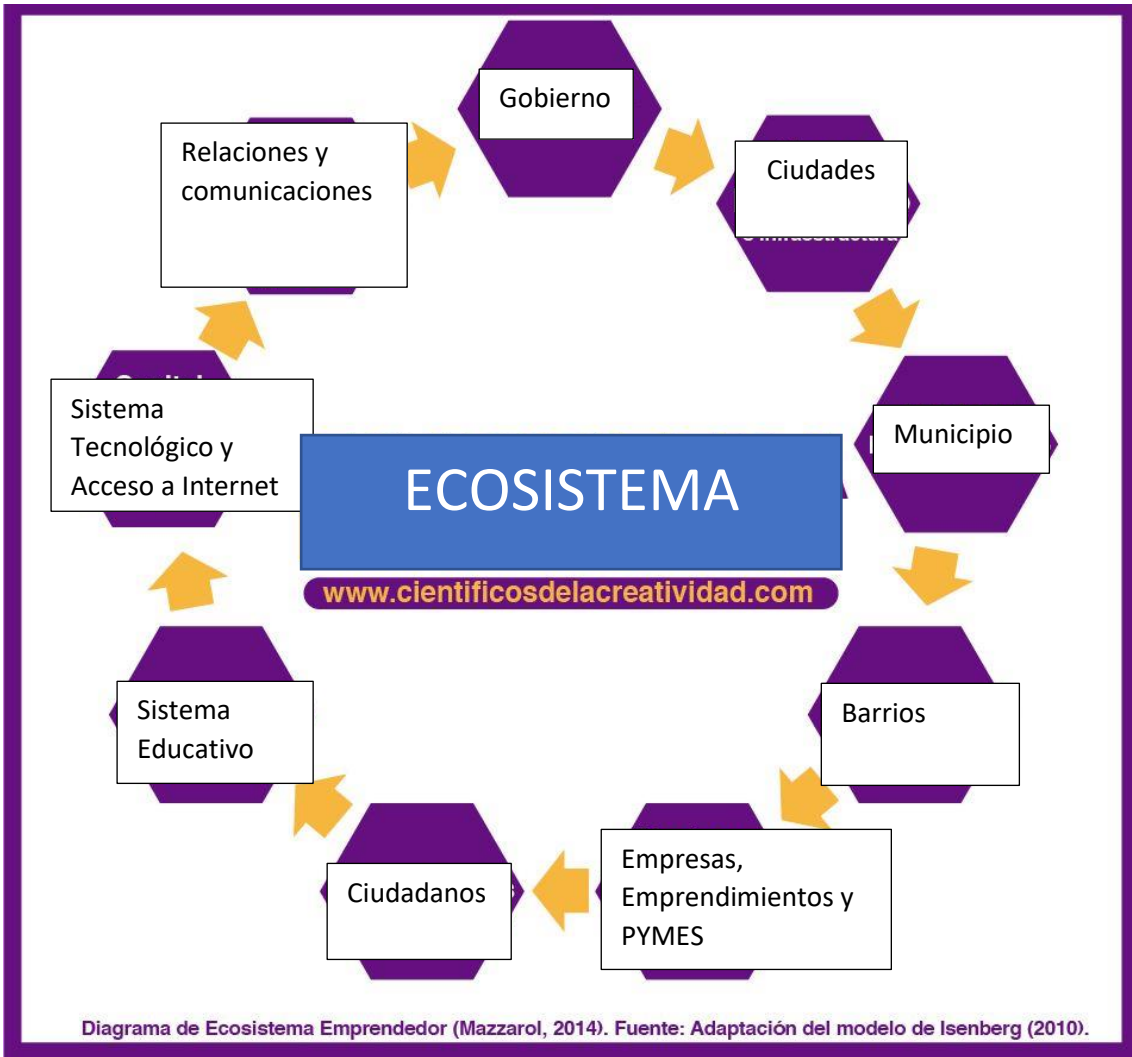 Gobierno
Ciudades
Municipio
Barrios
Empresas,
Emprendimientos y
PYMES
Ciudadanos
Sistema
Educativo
Sistema
Tecnológico y
Acceso a Internet
Relaciones y
comunicaciones
ECOSISTEMA
www.cientificosdelacreatividad.com
Diagrama de Ecosistema Emprendedor (Mazzarol, 2014). Fuente: Adaptación del modelo de Isenberg (2010).